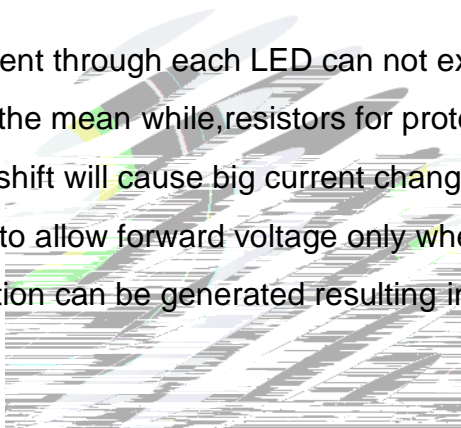 ent through each LED can not ex
the mean while,resistors for prote
shift will cause big current chang
to allow forward voltage only whe
tion can be generated resulting in